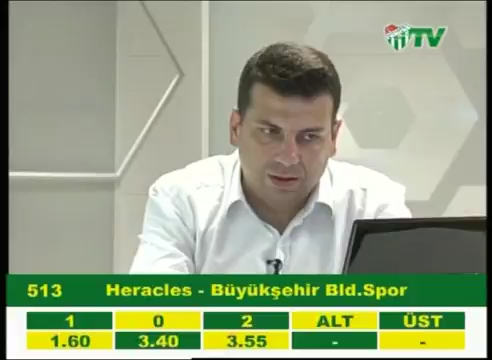 TV
513 Heracles - Büyükşehir Bld.Spor
1 0 2 ALT ÜST
1.60 3.40 3.55 - -